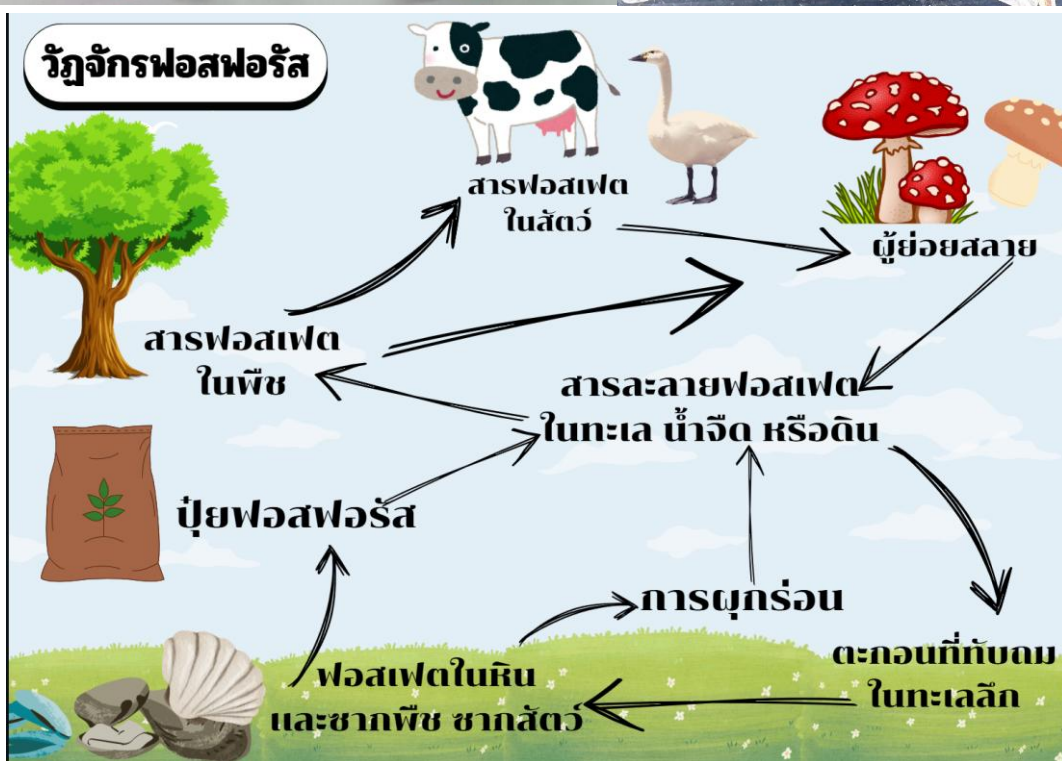 วัฏจักรฟอสฟอรัส
สารฟอสเฟต
ในสัตว์
ผู้ย่อยสลาย
สารฟอสเฟต
ในพืช
สารละลายฟอสเฟต
ในทะเล น้ำจืด หรือดิน
ปุ๋ยฟอสฟอรัส
การผุกร่อน
ตะกอนที่ทับถม
ในทะเลลึก
ฟอสเฟตในหิน
และซากพืช ซากสัตว์